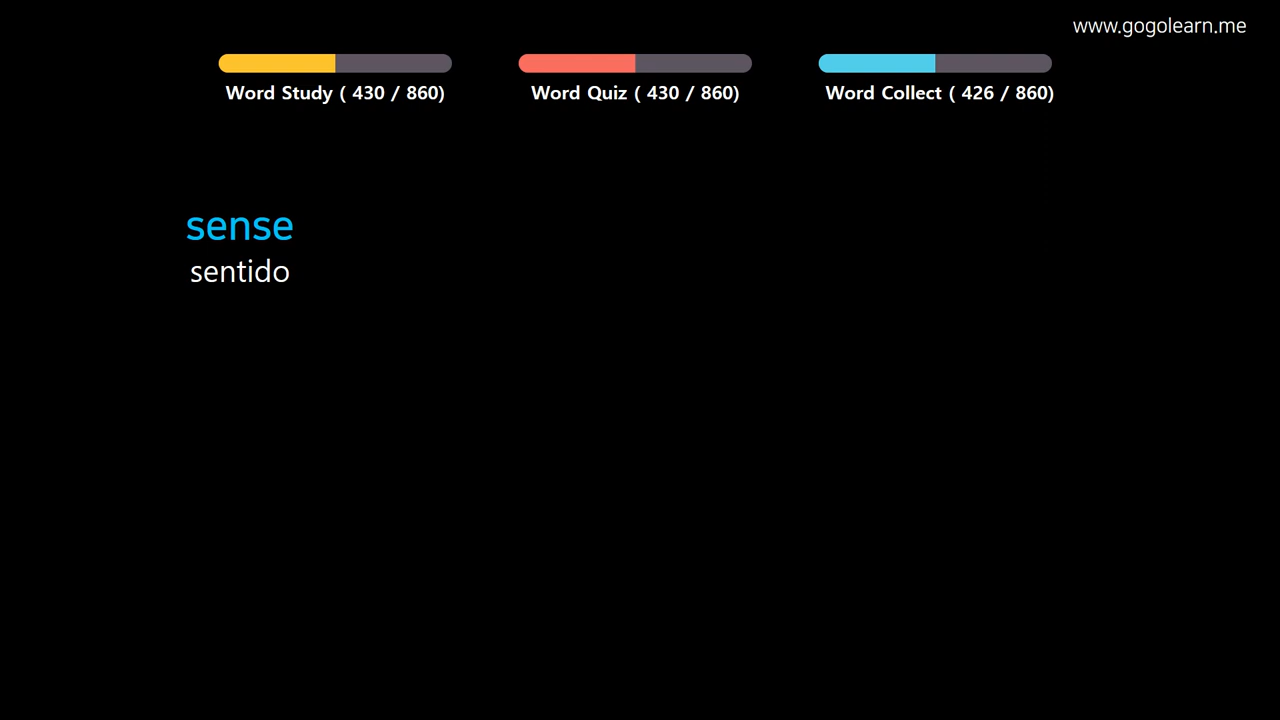 www.gogolearn.me
Word Study ( 430 / 860)
Word Quiz ( 430 / 860)
Word Collect ( 426 / 860)
sense
sentido